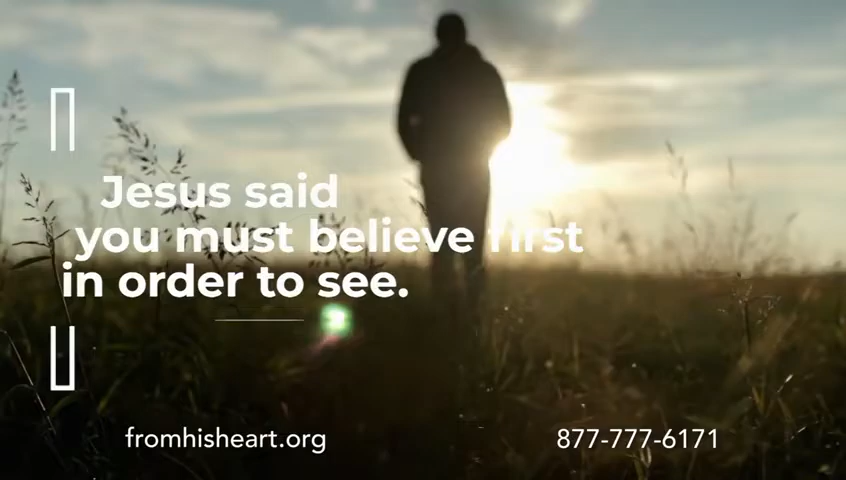 Jesus said
you must believe first
in order to see.
fromhisheart.org
877-777-6171